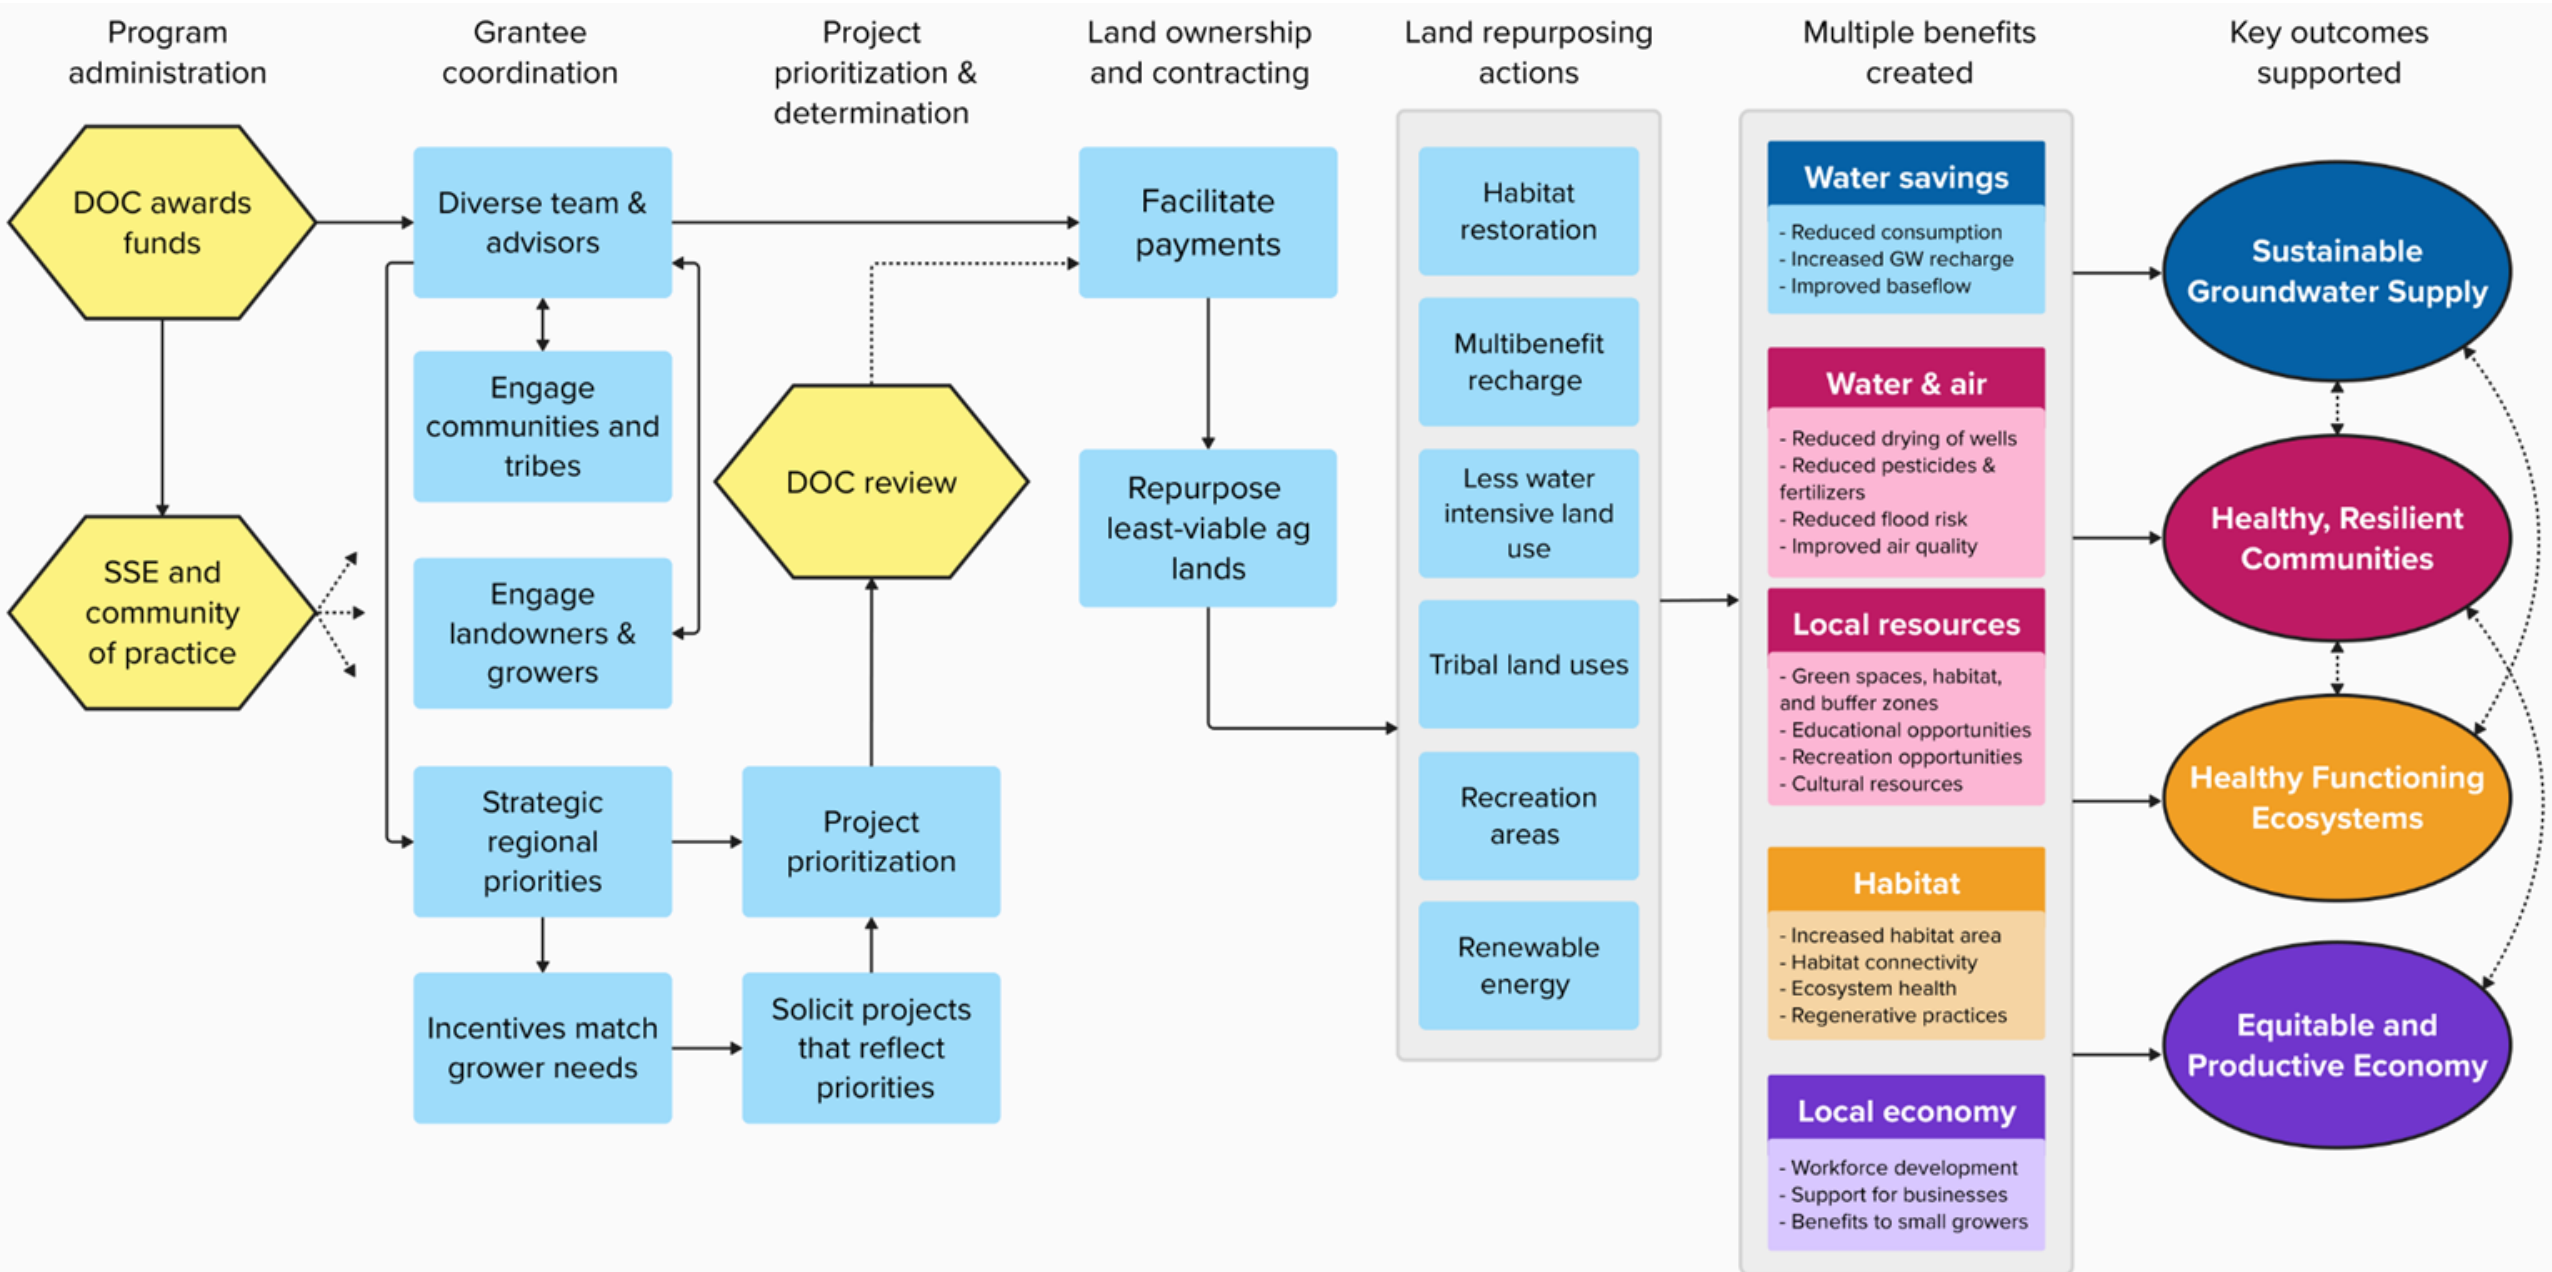 Program
administration
Grantee
coordination
Project
prioritization &
determination
Land ownership
and contracting
Land repurposing
actions
Multiple benefits
created
Key outcomes
supported
DOC awards
funds
SSE and
community
of practice
Diverse team &
advisors
Engage
communities and
tribes
Engage
landowners &
growers
Strategic
regional
priorities
Incentives match
grower needs
DOC review
Project
prioritization
Solicit projects
that reflect
priorities
Facilitate
payments
Repurpose
least-viable ag
lands
Habitat
restoration
Multibenefit
recharge
Less water
intensive land
use
Tribal land uses
Recreation
areas
Renewable
energy
Water savings
- Reduced consumption
- Increased GW recharge
- Improved baseflow
Water & air
- Reduced drying of wells
- Reduced pesticides &
fertilizers
- Reduced flood risk
- Improved air quality
Local resources
- Green spaces, habitat,
and buffer zones
- Educational opportunities
- Recreation opportunities
- Cultural resources
Habitat
- Increased habitat area
- Habitat connectivity
- Ecosystem health
- Regenerative practices
Local economy
- Workforce development
- Support for businesses
- Benefits to small growers
Sustainable
Groundwater Supply
Healthy, Resilient
Communities
Healthy Functioning
Ecosystems
Equitable and
Productive Economy